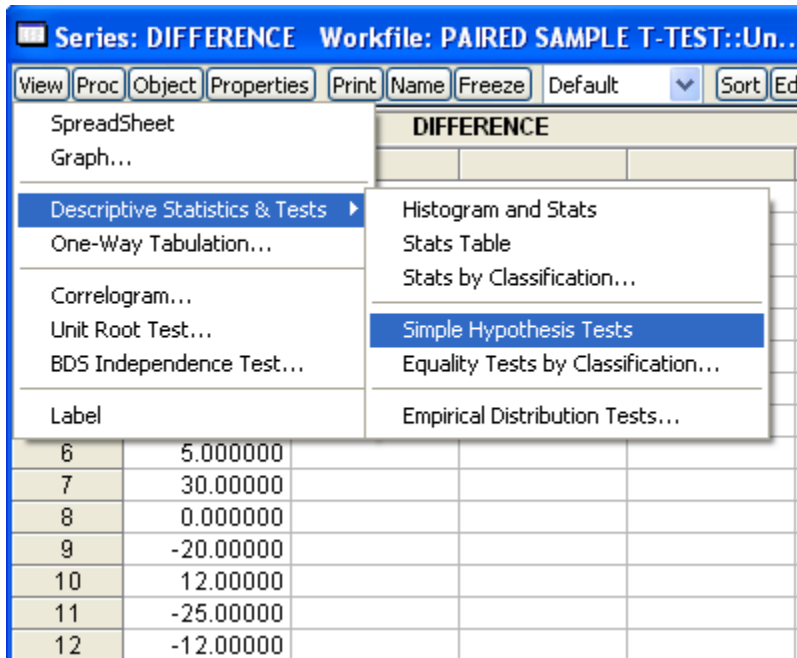 Series: DIFFERENCE Workfile: PAIRED SAMPLE T-TEST::Un...
View Proc Object Properties Print Name Freeze Default Sort Ed
DIFFERENCE
SpreadSheet
Graph...
Descriptive Statistics & Tests
One-Way Tabulation...
Correlogram...
Unit Root Test...
BDS Independence Test...
Label
Histogram and Stats
Stats Table
Stats by Classification...
Simple Hypothesis Tests
Equality Tests by Classification...
Empirical Distribution Tests...
6 5.000000
7 30.00000
8 0.000000
9 -20.00000
10 12.00000
11 -25.00000
12 -12.00000